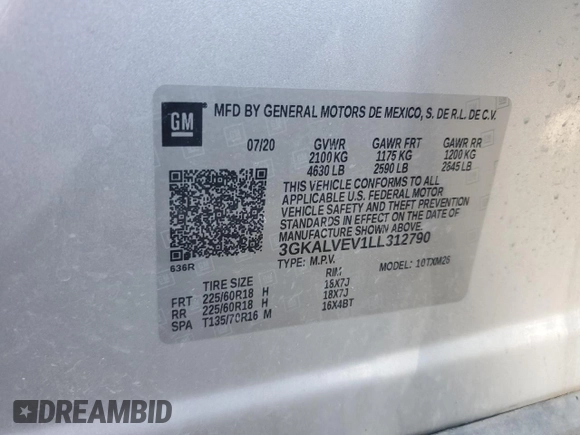 GM
MFD BY GENERAL MOTORS DE MEXICO, S. DE R.L. DE C.V.
07/20 GVWR GAWR FRT GAWR RR
2100 KG 1175 KG 1200 KG
4630 LB 2590 LB 2645 LB
THIS VEHICLE CONFORMS TO ALL
APPLICABLE U.S. FEDERAL MOTOR
VEHICLE SAFETY AND THEFT PREVENTION
STANDARDS IN EFFECT ON THE DATE OF
MANUFACTURE SHOWN ABOVE.
3GKALVEV1LL312790
636R TYPE: M.P.V. MODEL: 10TXM26
TIRE SIZE RIM
FRT 225/60R18 H 18X7J
RR 225/60R18 H 18X7J
SPA T135/70R16 M 16X4BT
DREAMBID